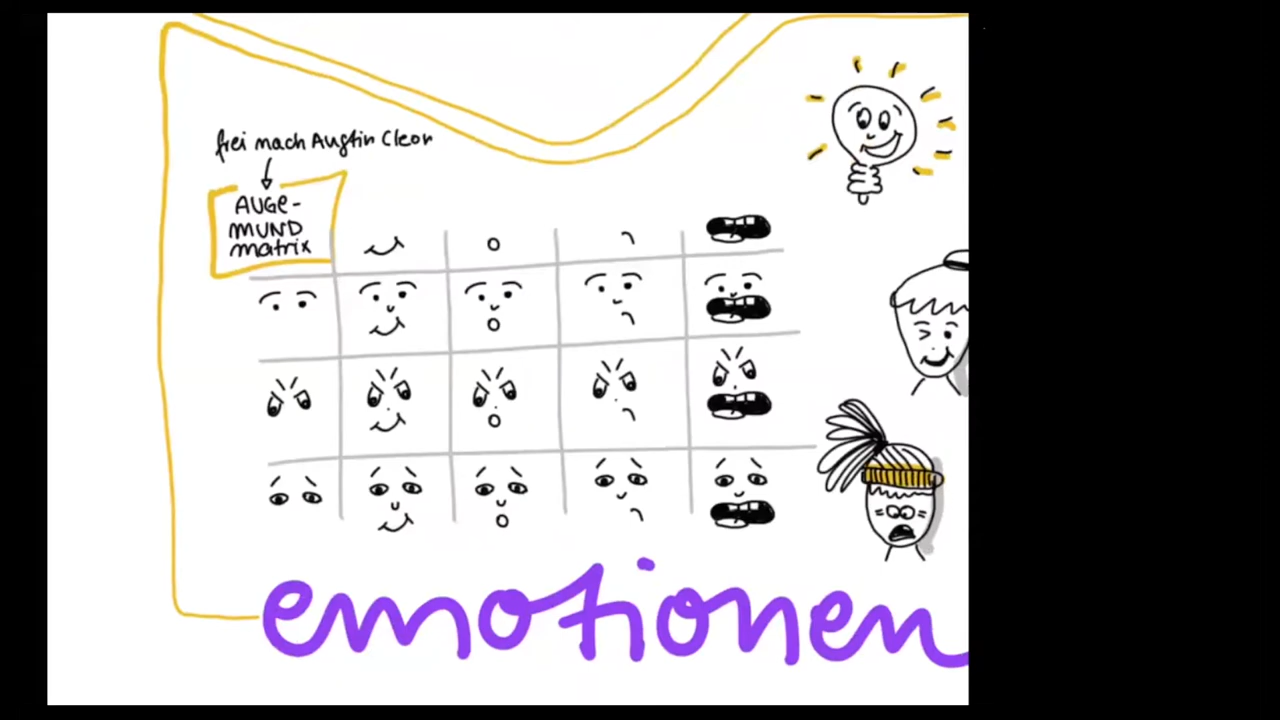 frei nach Austin Cleon
AUGE-
MUND
matrix
emotionen